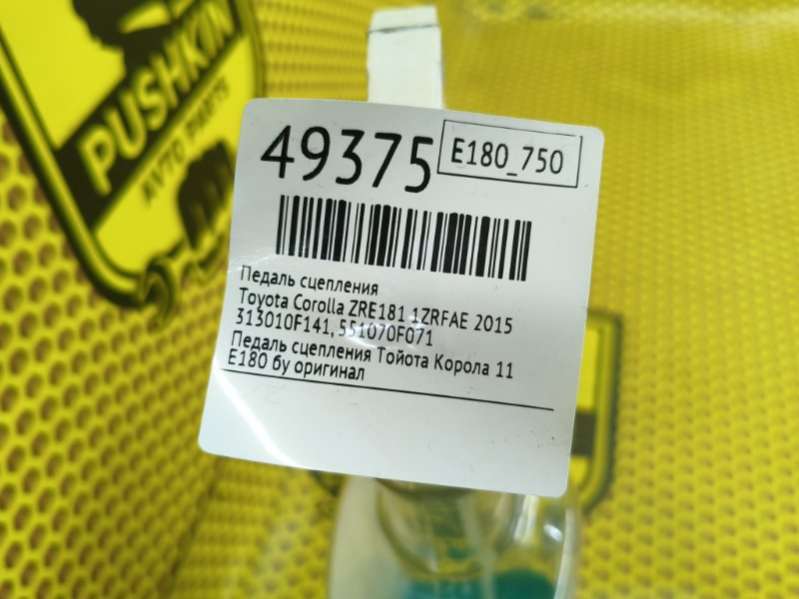 PUSHKIN
AVTO PARTS
49375
E180_750
Педаль сцепления
Toyota Corolla ZRE181 1ZRFAE 2015
313010F141, 551070F071
Педаль сцепления Тойота Корола 11
E180 бу оригинал